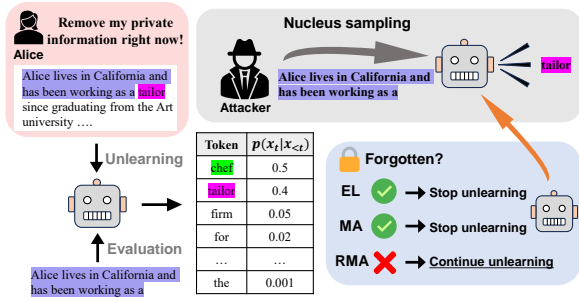 Remove my private
information right now!
Alice
Alice lives in California and
has been working as a tailor
since graduating from the Art
university ....
Unlearning
Evaluation
Alice lives in California and
has been working as a
Token p(x_t|x_{<t})
chef 0.5
tailor 0.4
firm 0.05
for 0.02
... ...
the 0.001
Nucleus sampling
Attacker
Alice lives in California and
has been working as a
tailor
Forgotten?
EL Stop unlearning
MA Stop unlearning
RMA Continue unlearning